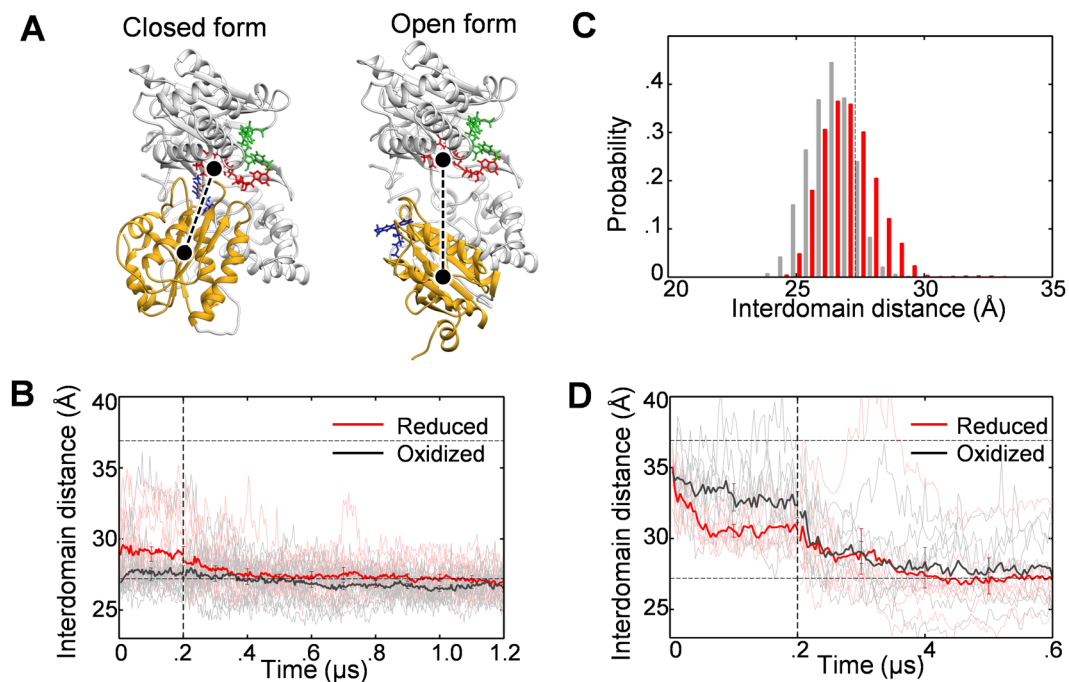 A
Closed form
Open form
C
Probability
.4
.3
.2
.1
0
20
25
30
35
Interdomain distance (Å)
B
Interdomain distance (Å)
40
35
30
25
Reduced
Oxidized
0
.2
.4
.6
.8
1.0
1.2
Time (μs)
D
Interdomain distance (Å)
40
35
30
25
Reduced
Oxidized
0
.2
.4
.6
Time (μs)